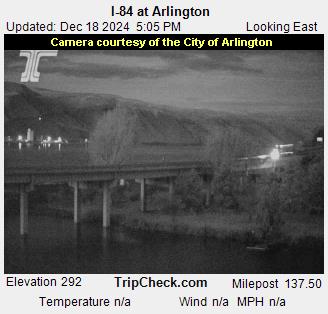 I-84 at Arlington
Updated: Dec 18 2024 5:05 PM Looking East
Camera courtesy of the City of Arlington
Elevation 292 TripCheck.com Milepost 137.50
Temperature n/a Wind n/a MPH n/a